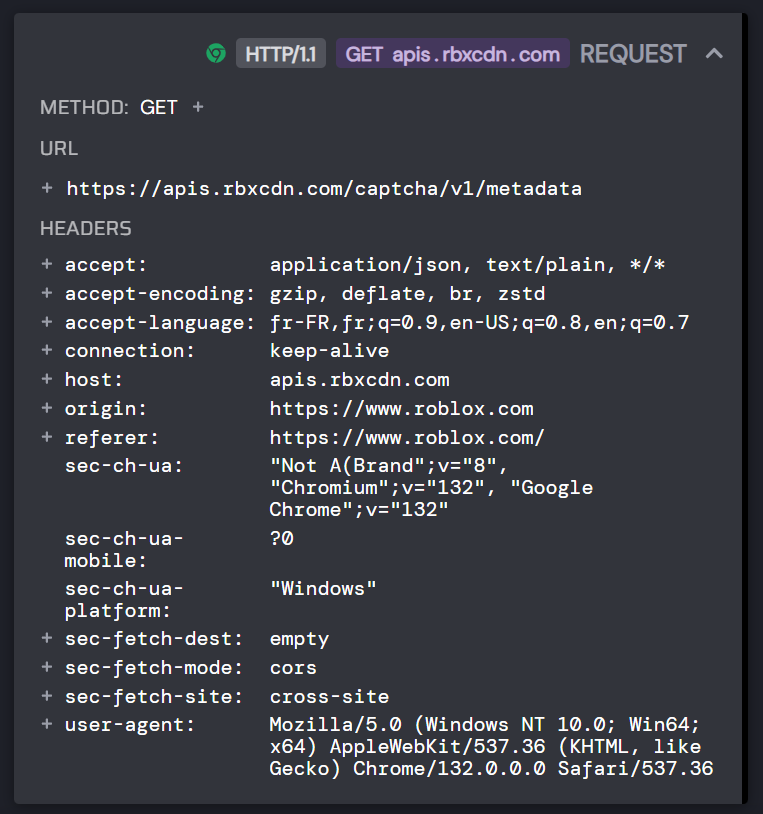 HTTP/1.1 GET apis.rbxcdn.com REQUEST
METHOD: GET +
URL
+ https://apis.rbxcdn.com/captcha/v1/metadata
HEADERS
+ accept: application/json, text/plain, */*
+ accept-encoding: gzip, deflate, br, zstd
+ accept-language: fr-FR,fr;q=0.9,en-US;q=0.8,en;q=0.7
+ connection: keep-alive
+ host: apis.rbxcdn.com
+ origin: https://www.roblox.com
+ referer: https://www.roblox.com/
sec-ch-ua: "Not A(Brand";v="8",
"Chromium";v="132", "Google
Chrome";v="132"
sec-ch-ua- ?0
mobile:
sec-ch-ua- "Windows"
platform:
+ sec-fetch-dest: empty
+ sec-fetch-mode: cors
+ sec-fetch-site: cross-site
+ user-agent: Mozilla/5.0 (Windows NT 10.0; Win64;
x64) AppleWebKit/537.36 (KHTML, like
Gecko) Chrome/132.0.0.0 Safari/537.36